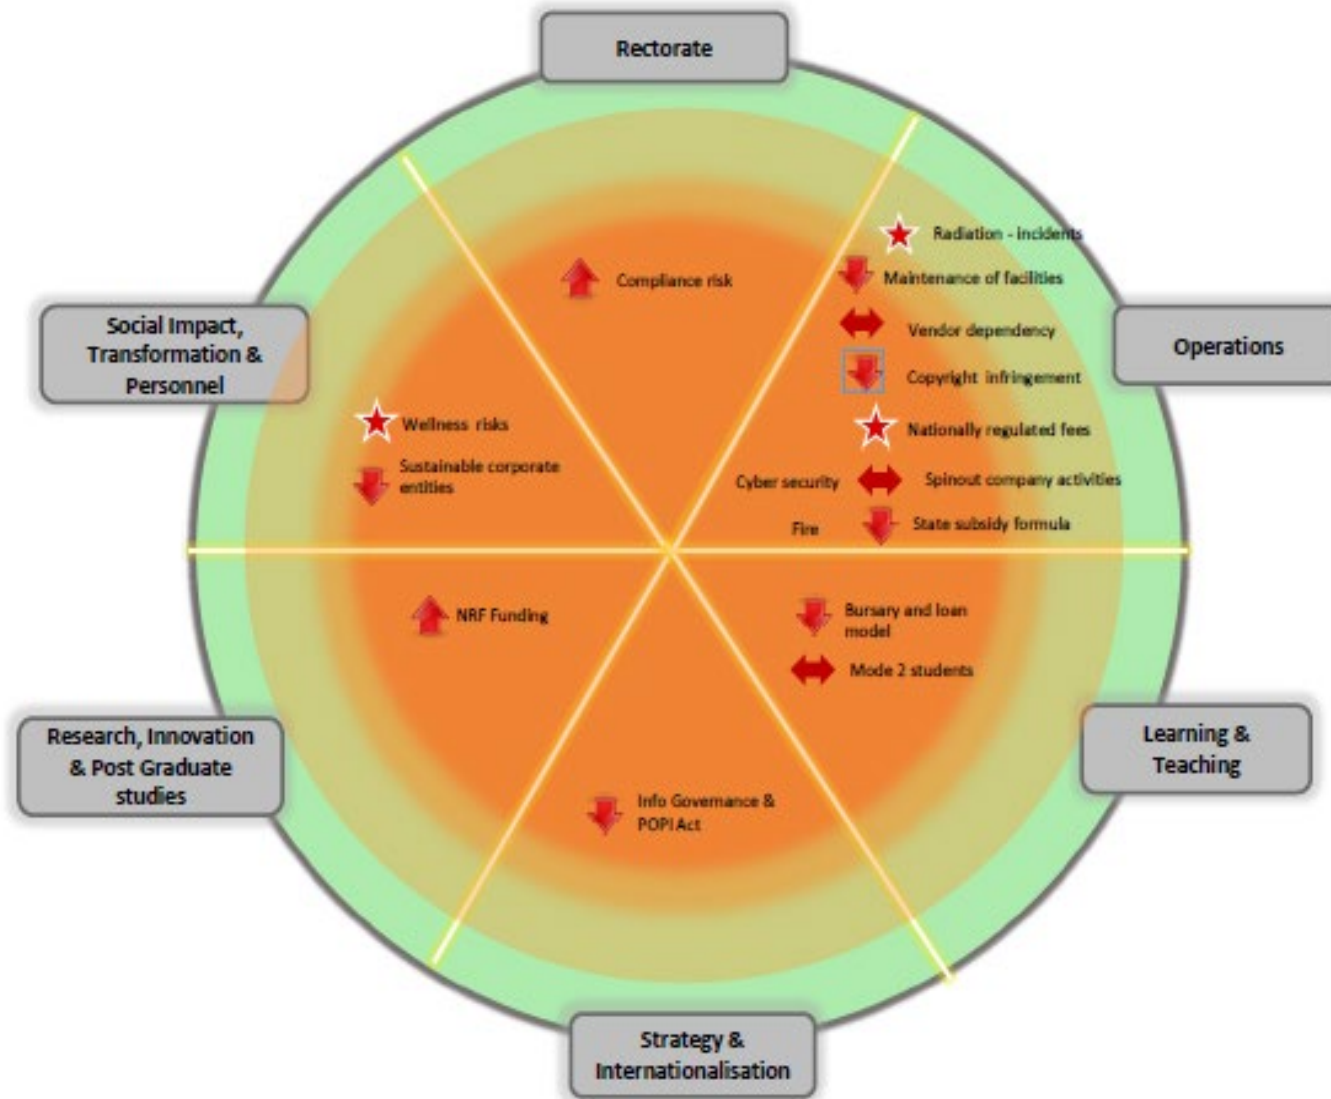 Rectorate
Radiation - incidents
Compliance risk
Maintenance of facilities
Social Impact,
Transformation &
Personnel
Vendor dependency
Operations
Copyright infringement
Wellness risks
Nationally regulated fees
Sustainable corporate
entities
Cyber security
Spinout company activities
Fire
State subsidy formula
NRF Funding
Bursary and loan
model
Mode 2 students
Research, Innovation
& Post Graduate
studies
Learning &
Teaching
Info Governance &
POPI Act
Strategy &
Internationalisation